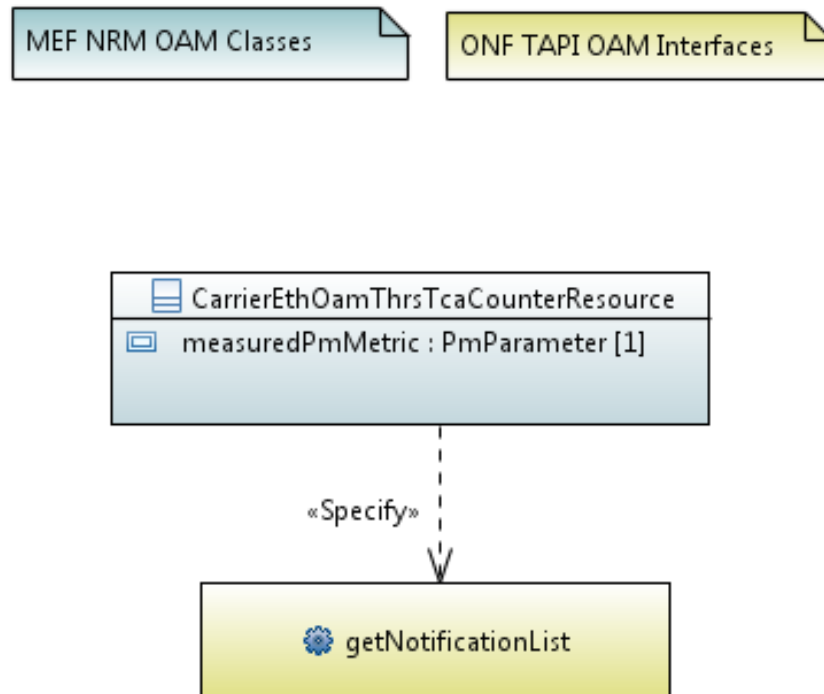 MEF NRM OAM Classes
ONF TAPI OAM Interfaces
CarrierEthOamThrsTcaCounterResource
measuredPmMetric : PmParameter [1]
«Specify»
getNotificationList